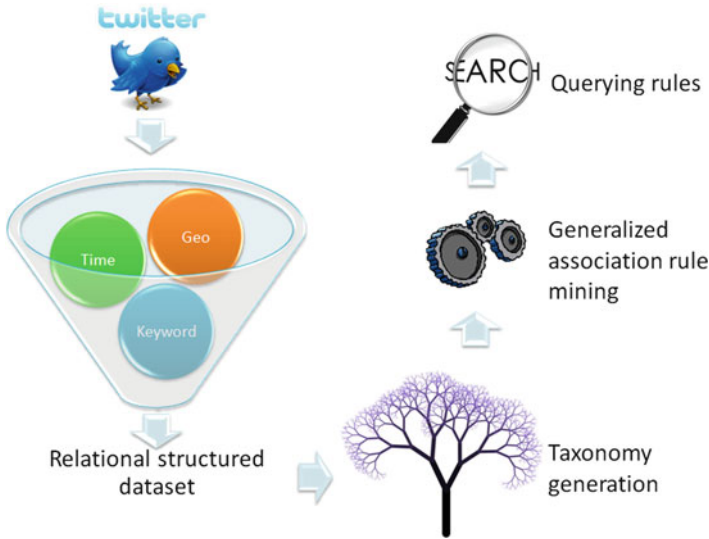 twitter
Time
Geo
Keyword
Relational structured
dataset
Taxonomy
generation
Generalized
association rule
mining
SEARCH
Querying rules